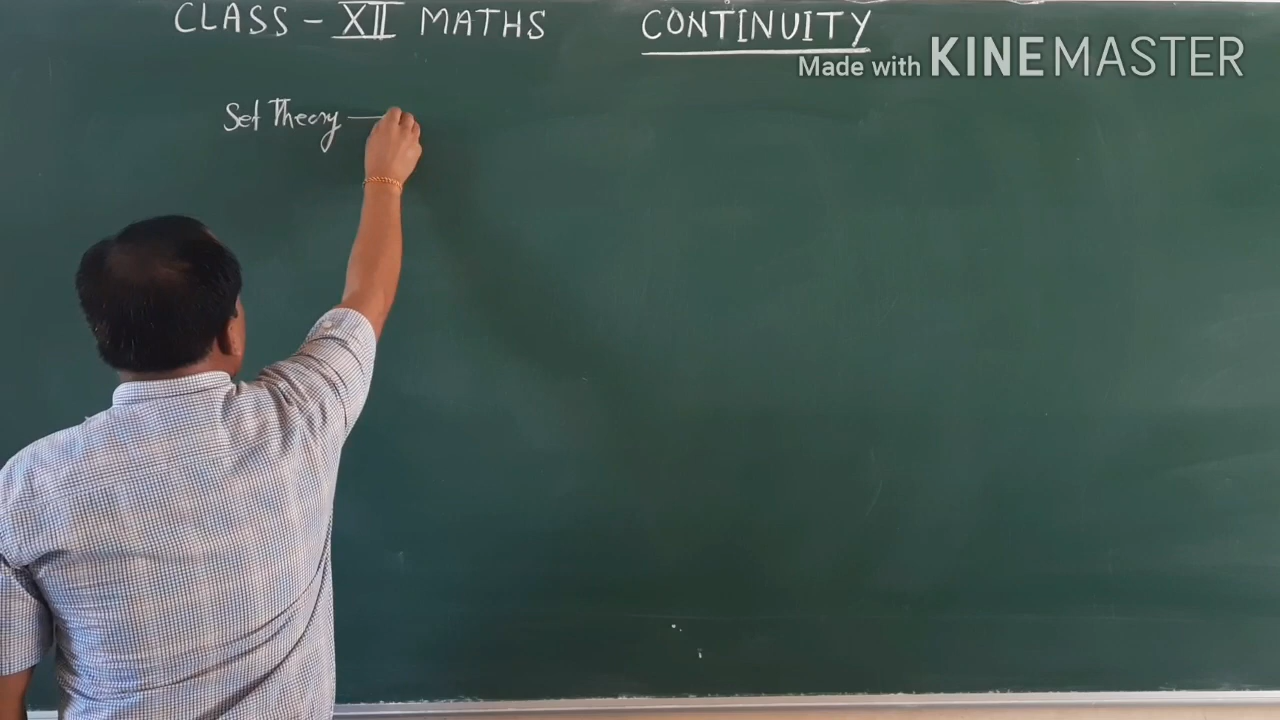 CLASS - XII MATHS CONTINUITY
Made with KINEMASTER
Set Theory —